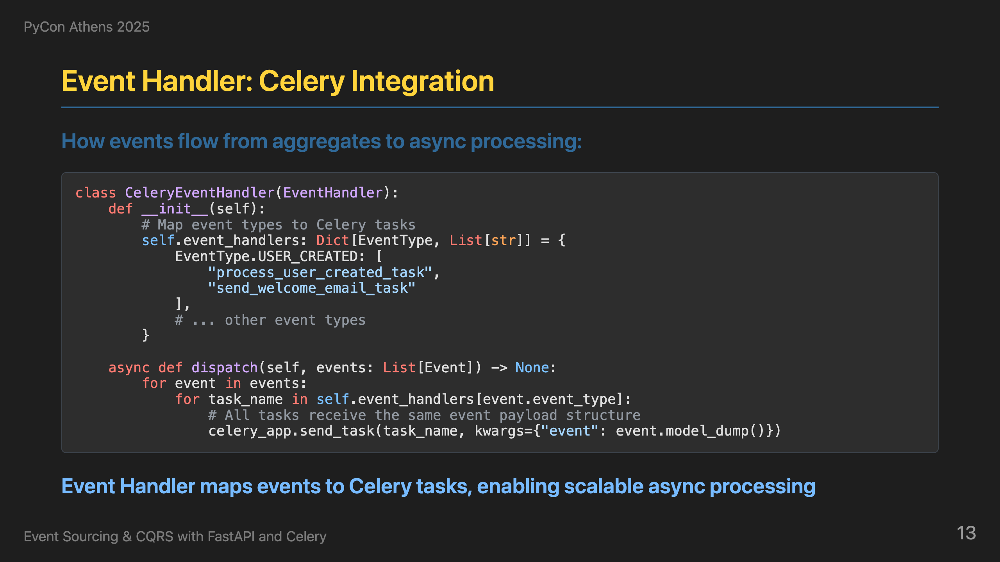 PyCon Athens 2025
Event Handler: Celery Integration
How events flow from aggregates to async processing:
class CeleryEventHandler(EventHandler):
    def __init__(self):
        # Map event types to Celery tasks
        self.event_handlers: Dict[EventType, List[str]] = {
            EventType.USER_CREATED: [
                "process_user_created_task",
                "send_welcome_email_task"
            ],
            # ... other event types
        }

    async def dispatch(self, events: List[Event]) -> None:
        for event in events:
            for task_name in self.event_handlers[event.event_type]:
                # All tasks receive the same event payload structure
                celery_app.send_task(task_name, kwargs={"event": event.model_dump()})
Event Handler maps events to Celery tasks, enabling scalable async processing
Event Sourcing & CQRS with FastAPI and Celery
13